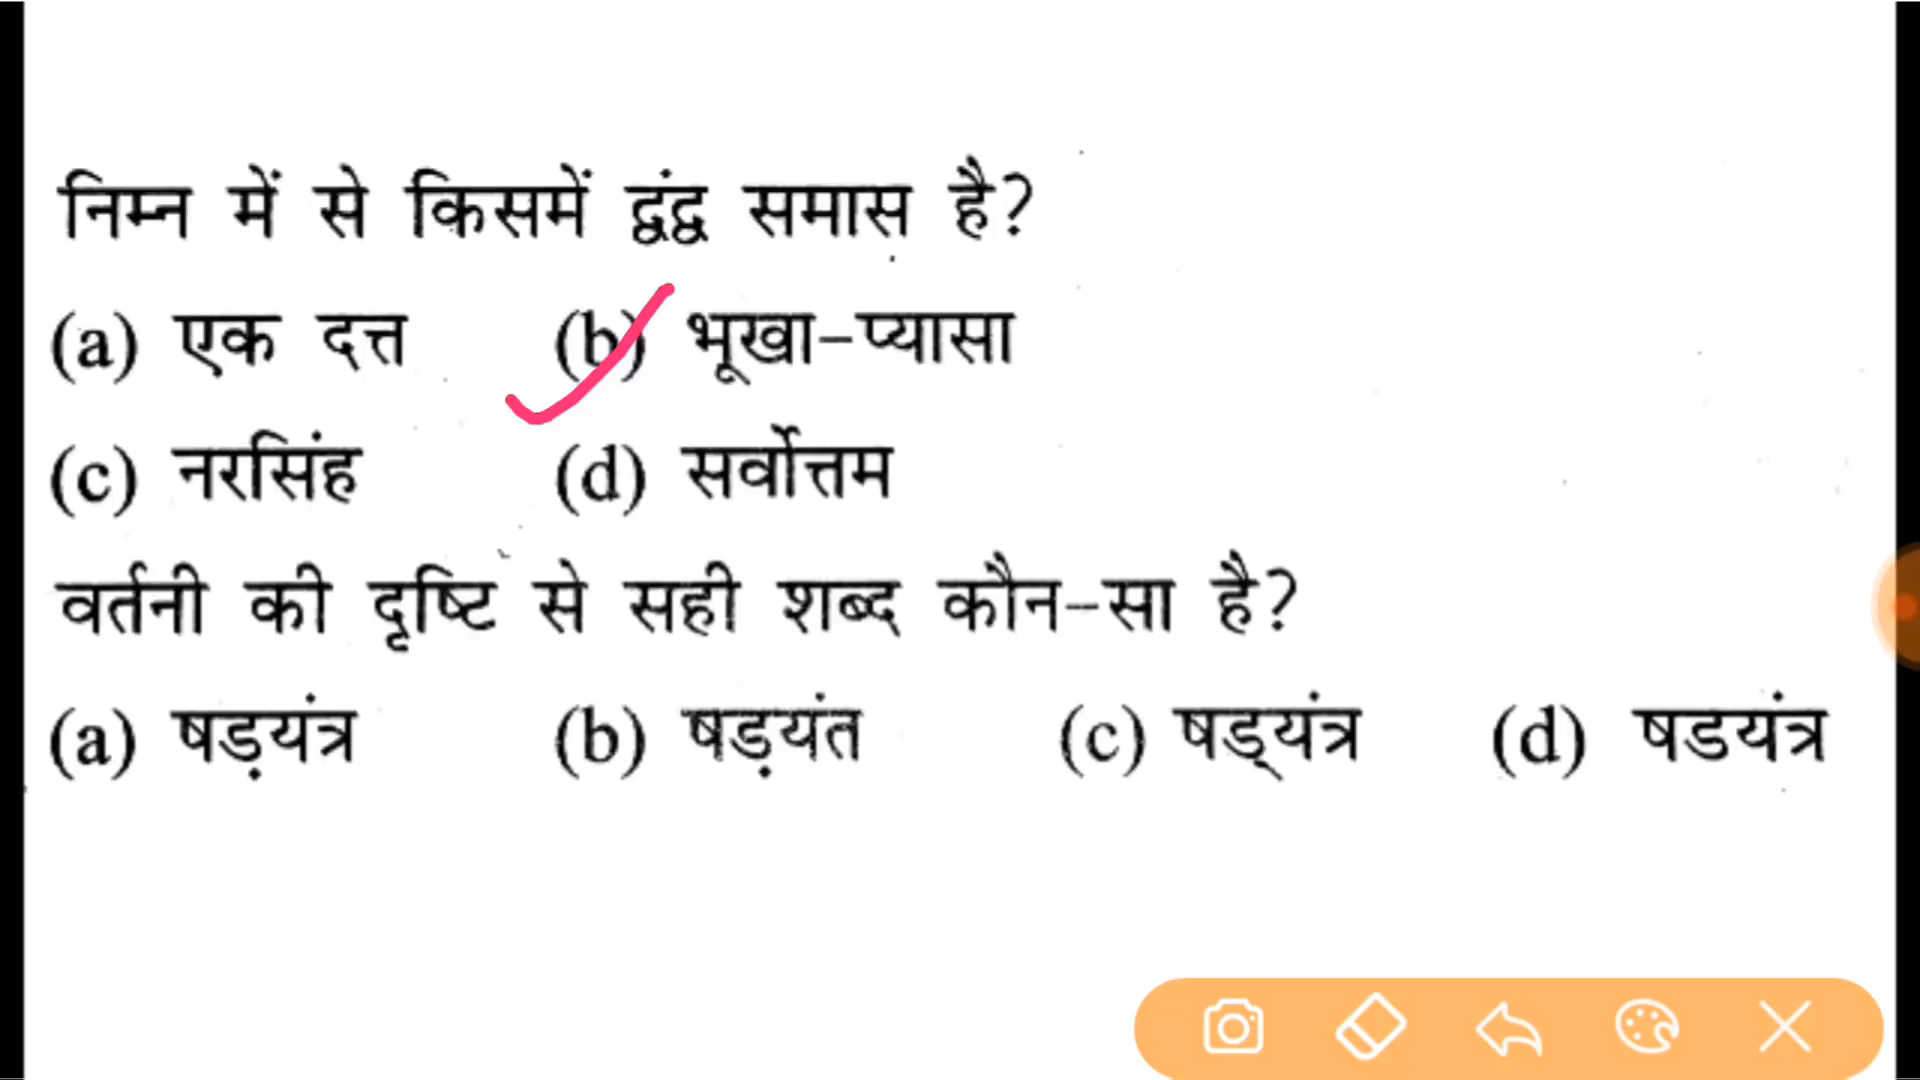 निम्न में से किसमें द्वंद्व समास है?
(a) एक दत्त (b) भूखा-प्यासा
(c) नरसिंह (d) सर्वोत्तम
वर्तनी की दृष्टि से सही शब्द कौन-सा है?
(a) षड़यंत्र (b) षड़यंत (c) षड्यंत्र (d) षडयंत्र